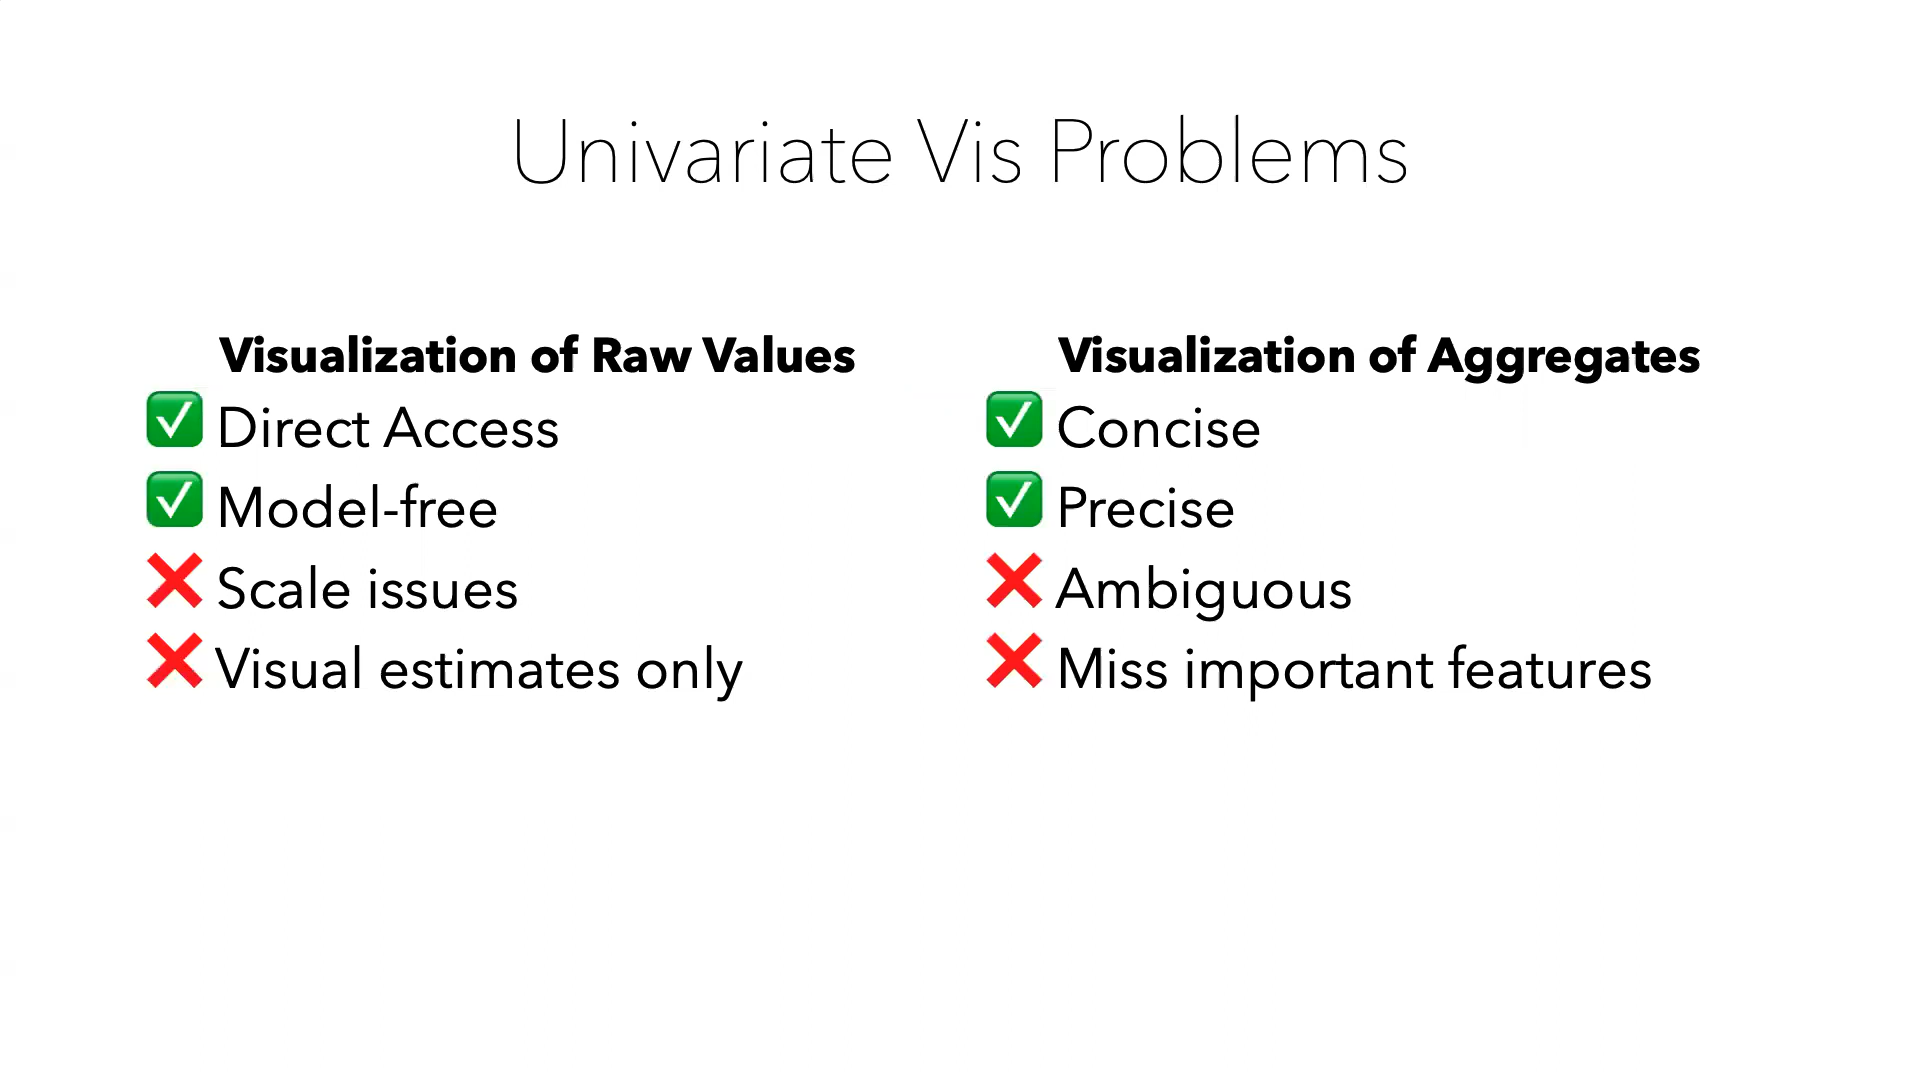 Univariate Vis Problems
Visualization of Raw Values
✅ Direct Access
✅ Model-free
❌ Scale issues
❌ Visual estimates only
Visualization of Aggregates
✅ Concise
✅ Precise
❌ Ambiguous
❌ Miss important features